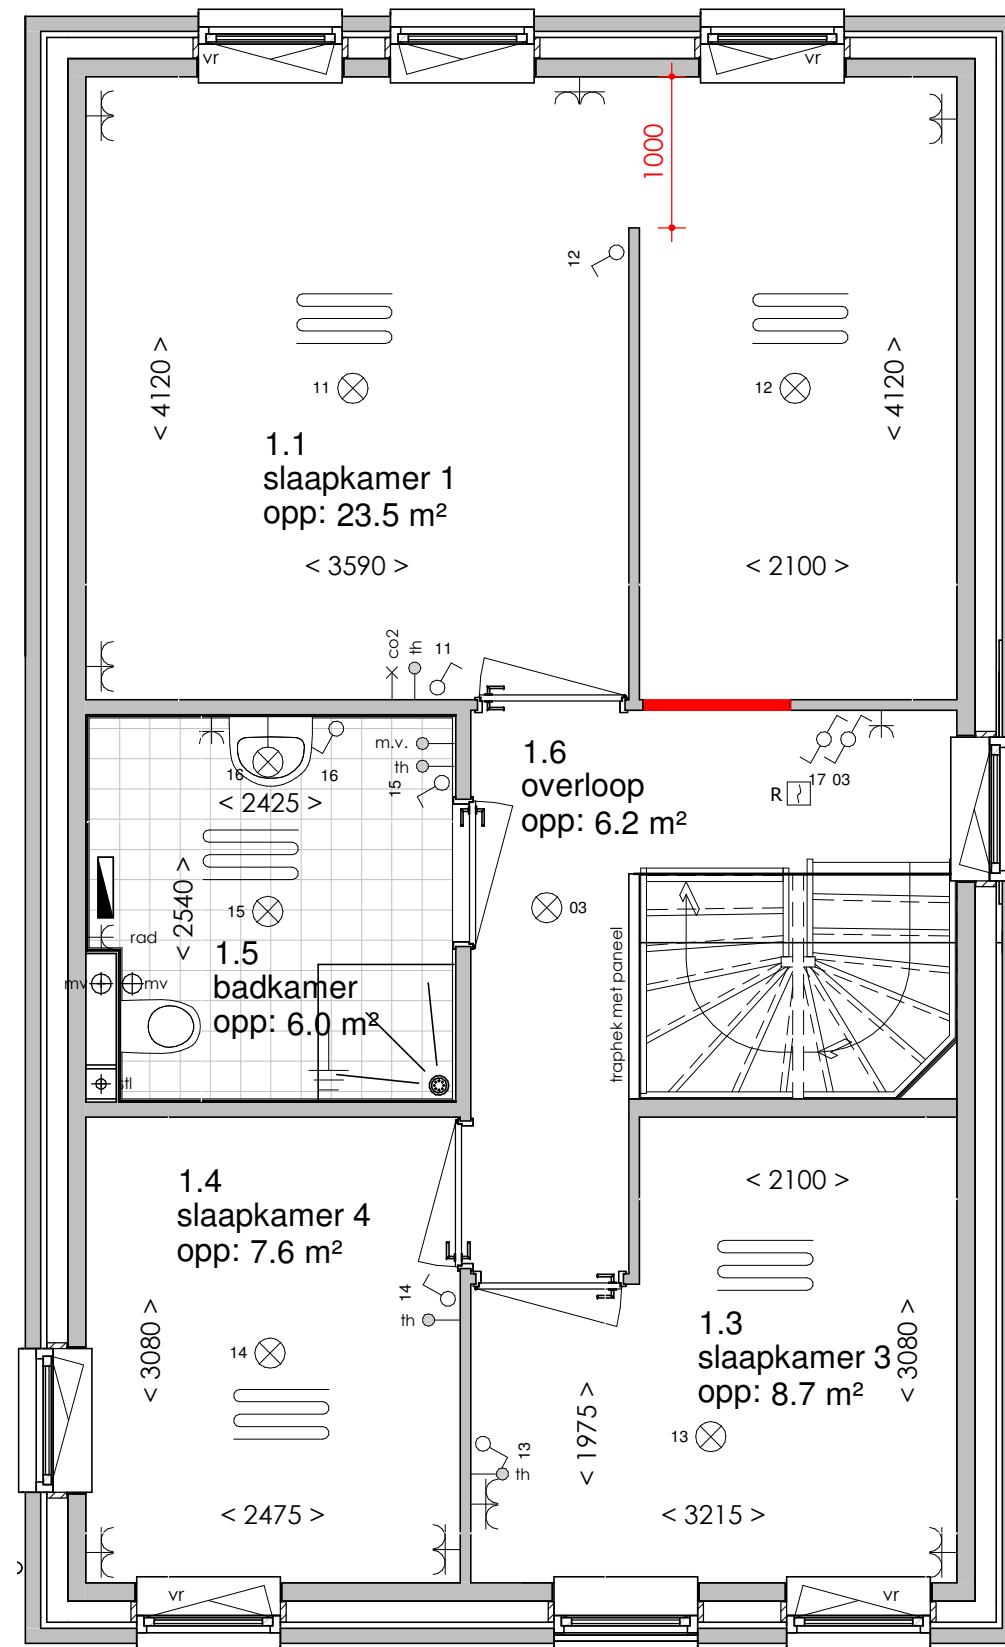 vr
vr
1000
12
< 4120 >
< 4120 >
11
12
1.1
slaapkamer 1
opp: 23.5 m²
< 3590 >
< 2100 >
co2
th
11
m.v.
th
15
16
16
< 2425 >
1.6
overloop
opp: 6.2 m²
R
17 03
< 2540 >
15
03
rad
1.5
badkamer
opp: 6.0 m²
mv
mv
stl
traphek met paneel
1.4
slaapkamer 4
opp: 7.6 m²
< 2100 >
14
th
< 3080 >
14
1.3
slaapkamer 3
opp: 8.7 m²
< 3080 >
< 1975 >
13
13
th
< 2475 >
< 3215 >
vr
vr